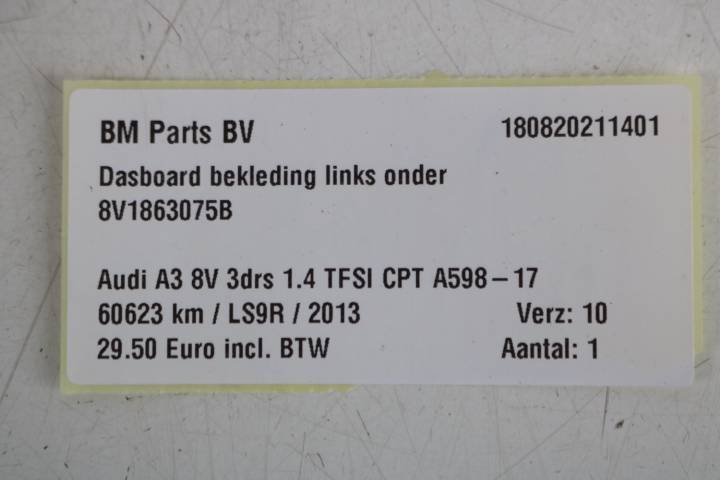 BM Parts BV 180820211401
Dasboard bekleding links onder
8V1863075B
Audi A3 8V 3drs 1.4 TFSI CPT A598-17
60623 km / LS9R / 2013 Verz: 10
29.50 Euro incl. BTW Aantal: 1